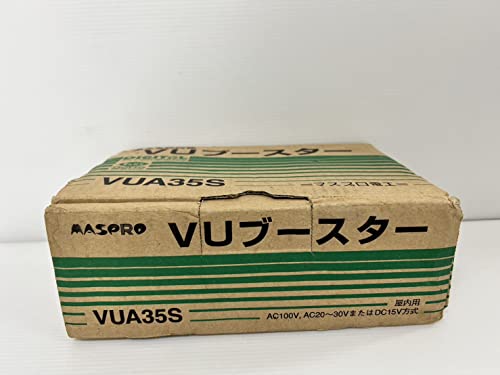 VUブースター
DIGITAL
VUA35S
マスプロ電工
MASPRO VUブースター
VUA35S
屋内用
AC100V, AC20〜30VまたはDC15V方式